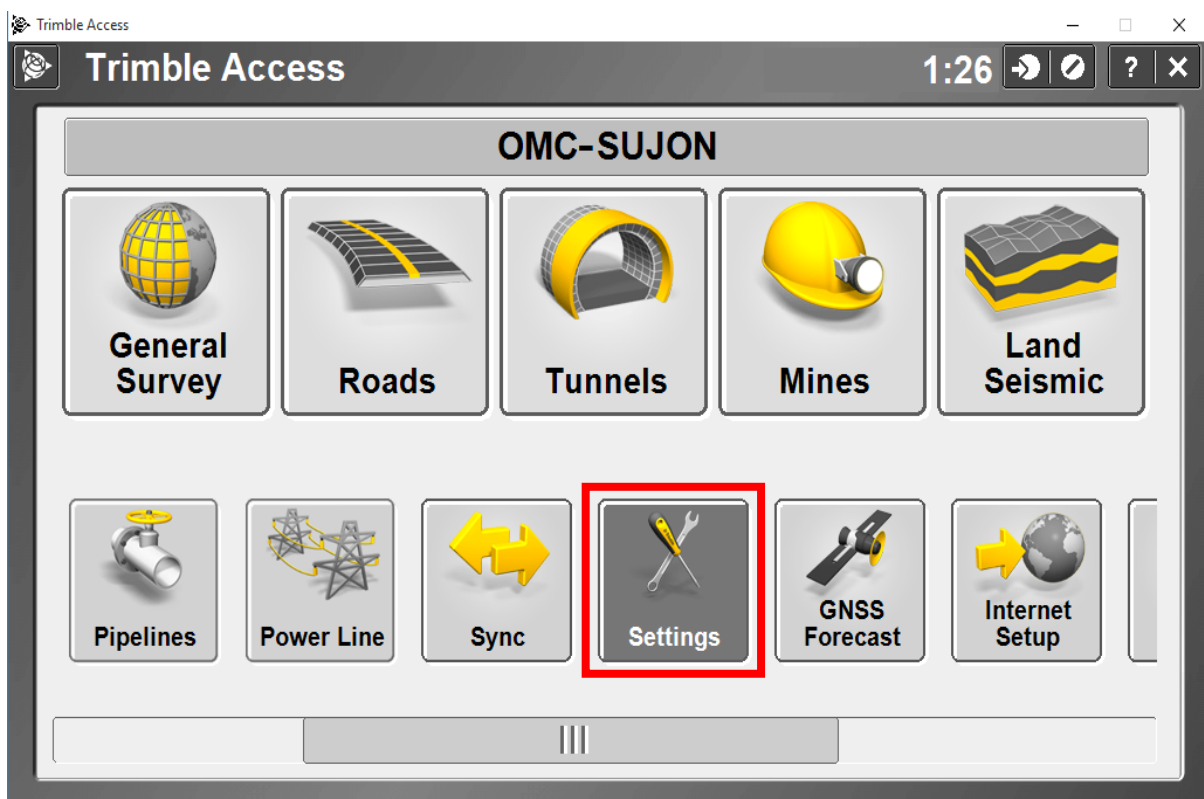 Trimble Access
Trimble Access
1:26
?
OMC-SUJON
General
Survey
Roads
Tunnels
Mines
Land
Seismic
Pipelines
Power Line
Sync
Settings
GNSS
Forecast
Internet
Setup